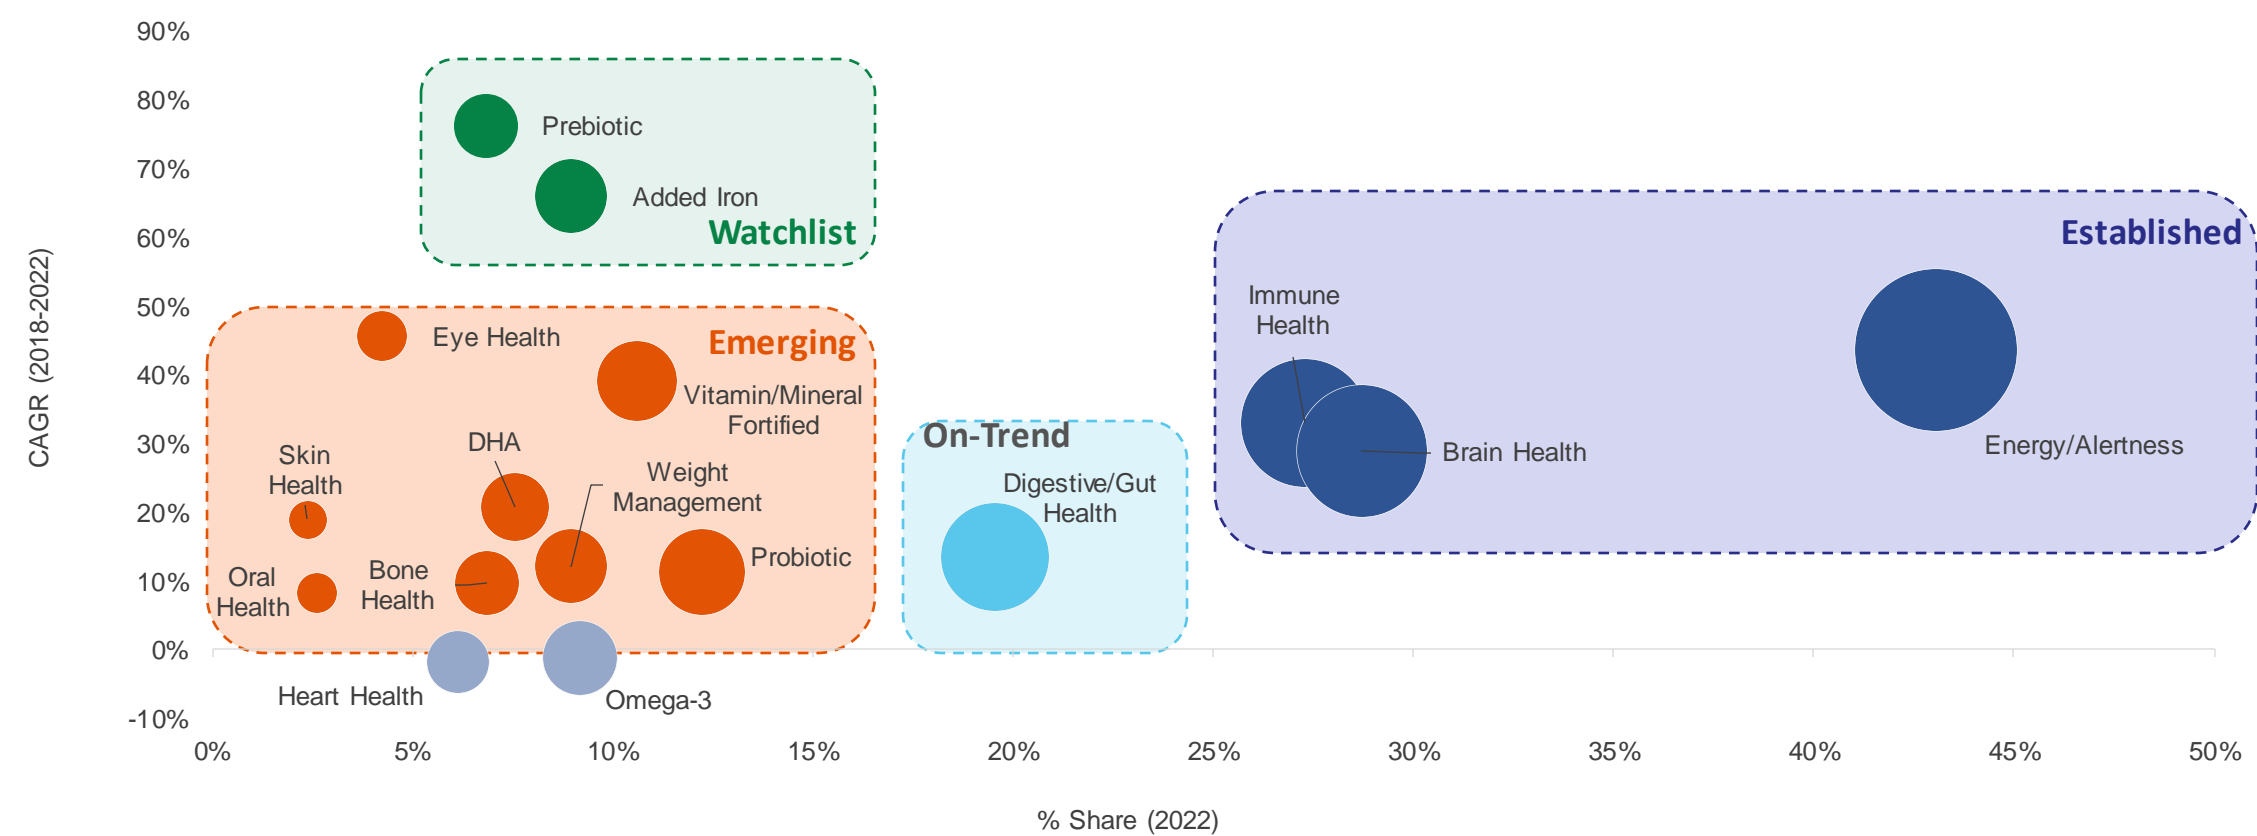 90%
80%
70%
60%
50%
40%
30%
20%
10%
0%
-10%
CAGR (2018-2022)
Prebiotic
Added Iron
Watchlist
Emerging
Eye Health
Vitamin/Mineral
Fortified
DHA
Skin
Health
Weight
Management
Oral
Health
Bone
Health
Probiotic
Heart Health
Omega-3
On-Trend
Digestive/Gut
Health
Established
Immune
Health
Brain Health
Energy/Alertness
0%
5%
10%
15%
20%
25%
30%
35%
40%
45%
50%
% Share (2022)